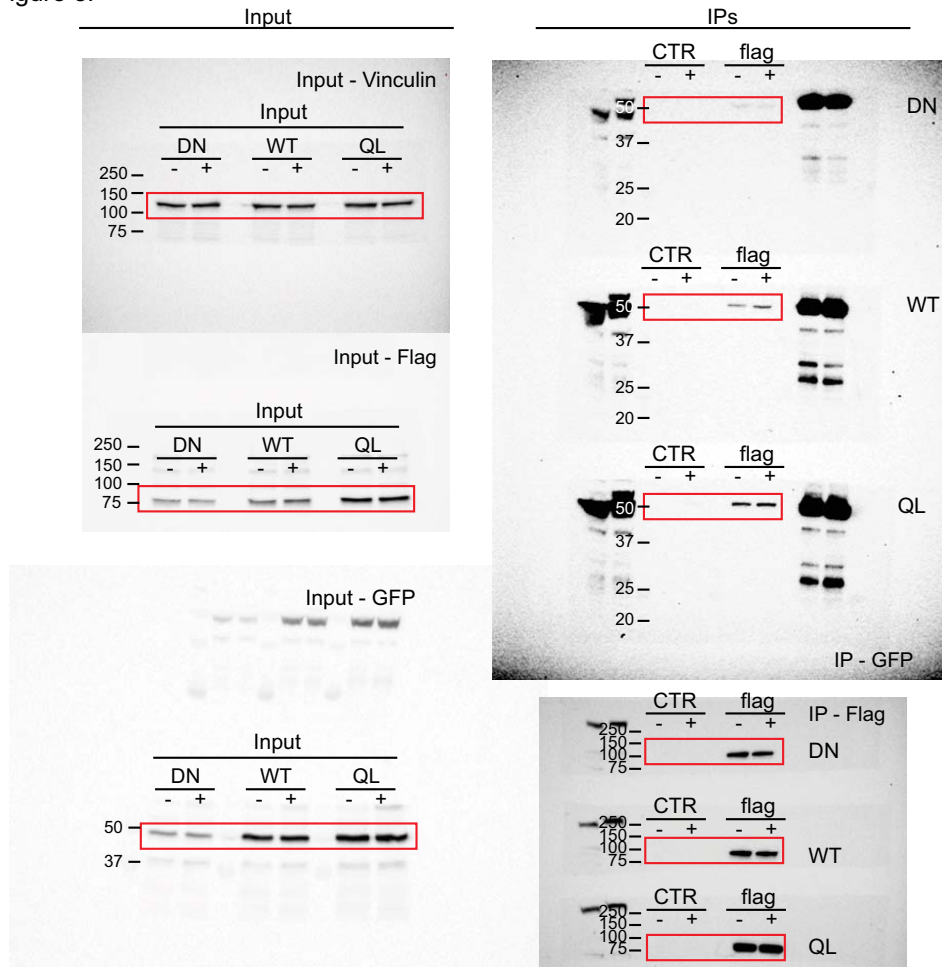 Input
Input - Vinculin
Input
DN WT QL
- + - + - +
250
150
100
75
Input - Flag
Input
DN WT QL
- + - + - +
250
150
100
75
Input - GFP
Input
DN WT QL
- + - + - +
50
37
IPs
CTR flag
- + - +
50
37
25
20
DN
CTR flag
- + - +
50
37
25
20
WT
CTR flag
- + - +
50
37
25
20
QL
IP - GFP
CTR flag
- + - +
IP - Flag
250
150
100
75
DN
CTR flag
- + - +
250
150
100
75
WT
CTR flag
- + - +
250
150
100
75
QL